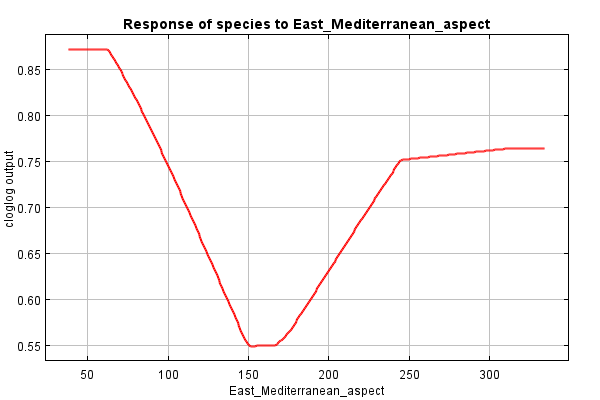 Response of species to East_Mediterranean_aspect
cloglog output
0.85
0.80
0.75
0.70
0.65
0.60
0.55
50 100 150 200 250 300
East_Mediterranean_aspect